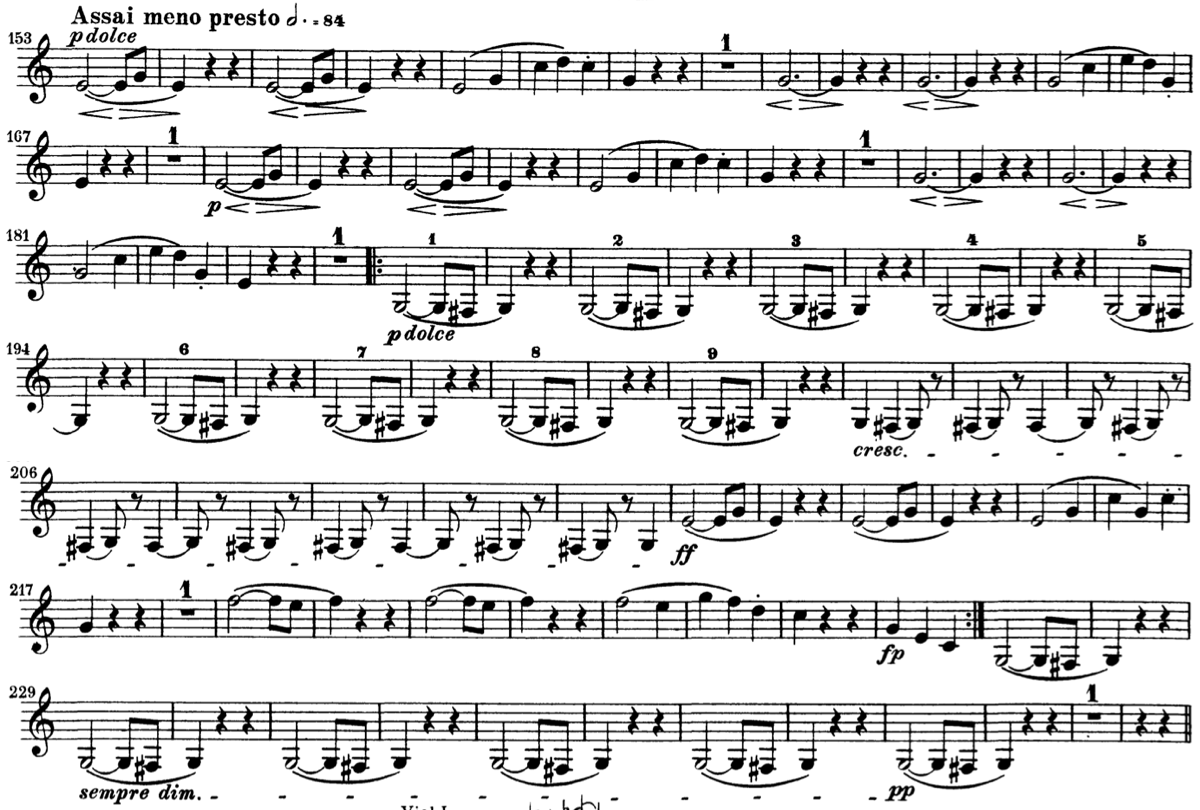 Assai meno presto 𝅗𝅥. = 84
153 p dolce 1
167 1 1
p
181 1 1 2 3 4 5
p dolce
194 6 7 8 9
cresc. - - - - -
206
- - - - - ff
217 1
fp
229 1
sempre dim. - - - - - - - - - pp
Viol I